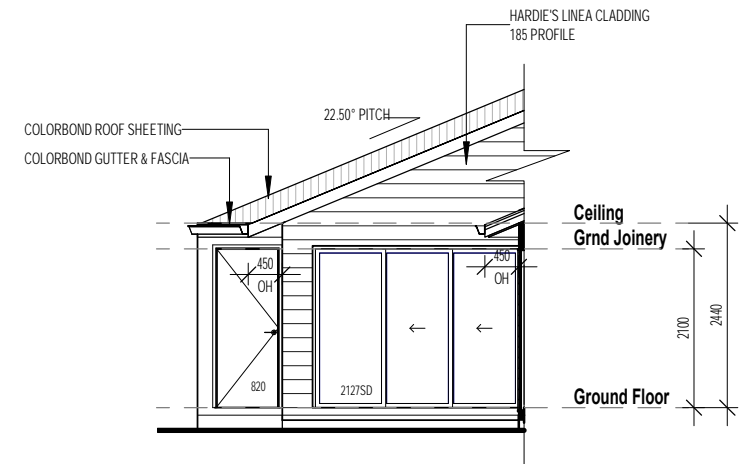 HARDIE'S LINEA CLADDING
185 PROFILE
22.50° PITCH
COLORBOND ROOF SHEETING
COLORBOND GUTTER & FASCIA
Ceiling
Grnd Joinery
450
OH
450
OH
2100
2440
820
2127SD
Ground Floor